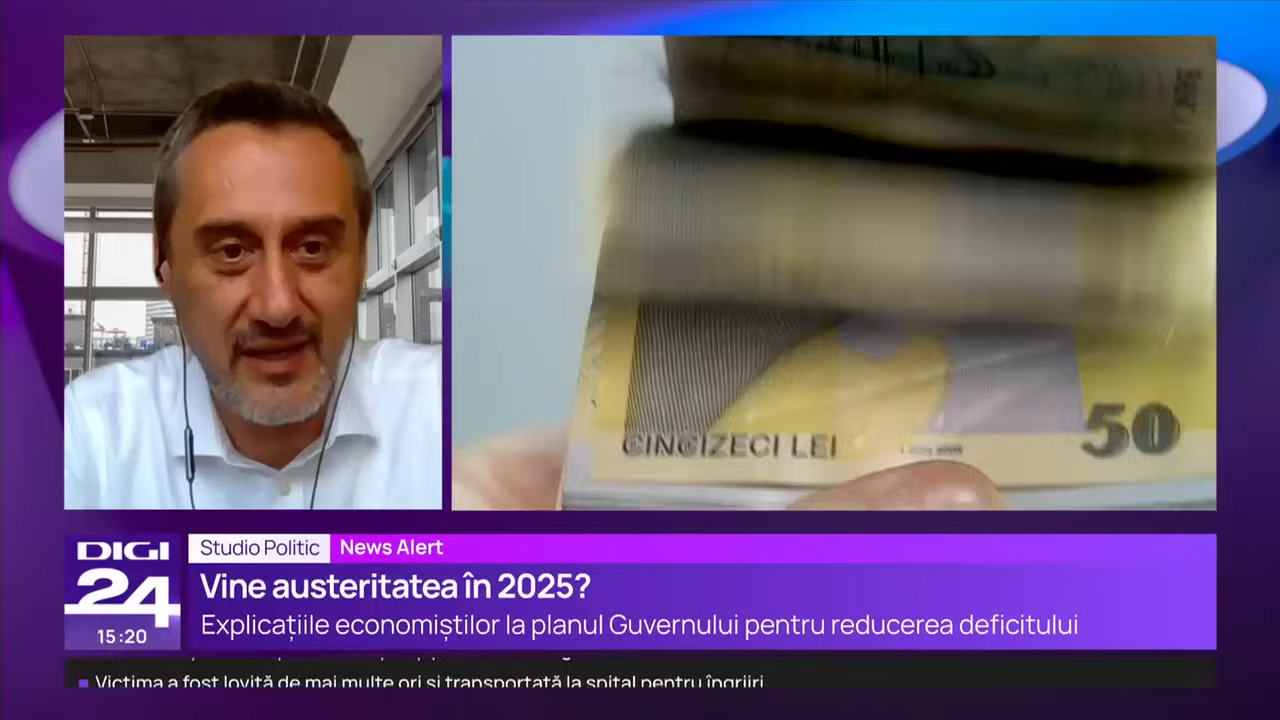 CINCIZECI LEI
50
DIGI
24
15:20
Studio Politic
News Alert
Vine austeritatea în 2025?
Explicațiile economiștilor la planul Guvernului pentru reducerea deficitului
Victima a fost lovită de mai multe ori și transportată la spital pentru îngrijiri